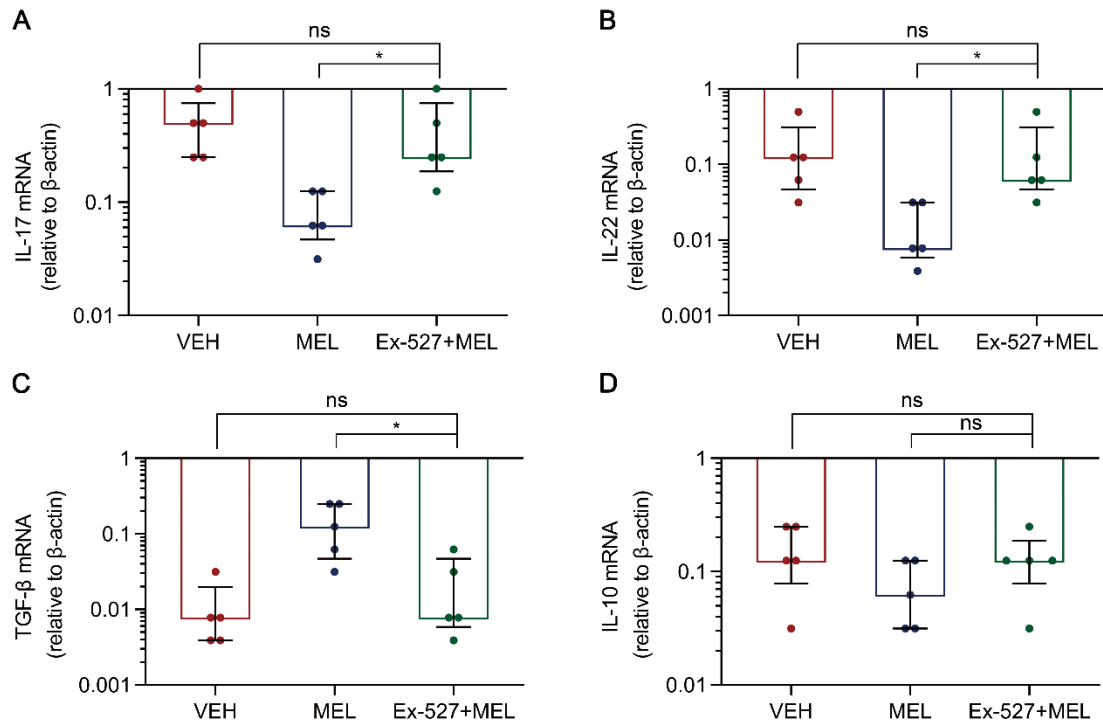 A
ns
*
1
0.1
0.01
IL-17 mRNA
(relative to β-actin)
VEH MEL Ex-527+MEL
B
ns
*
1
0.1
0.01
0.001
IL-22 mRNA
(relative to β-actin)
VEH MEL Ex-527+MEL
C
ns
*
1
0.1
0.01
0.001
TGF-β mRNA
(relative to β-actin)
VEH MEL Ex-527+MEL
D
ns
ns
1
0.1
0.01
IL-10 mRNA
(relative to β-actin)
VEH MEL Ex-527+MEL